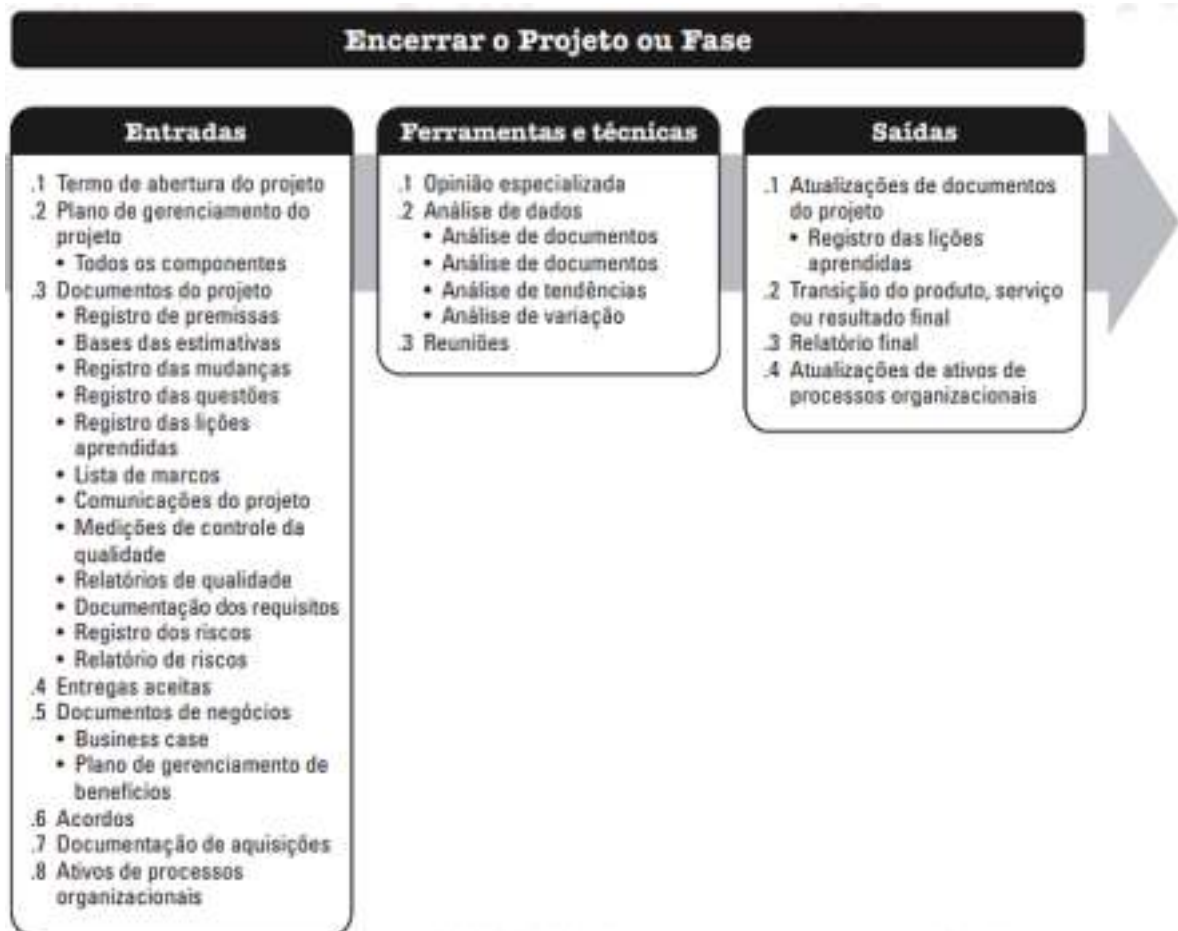 Encerrar o Projeto ou Fase
Entradas
.1 Termo de abertura do projeto
.2 Plano de gerenciamento do
projeto
• Todos os componentes
.3 Documentos do projeto
• Registro de premissas
• Bases das estimativas
• Registro das mudanças
• Registro das questões
• Registro das lições
aprendidas
• Lista de marcos
• Comunicações do projeto
• Medições de controle da
qualidade
• Relatórios de qualidade
• Documentação dos requisitos
• Registro dos riscos
• Relatório de riscos
.4 Entregas aceitas
.5 Documentos de negócios
• Business case
• Plano de gerenciamento de
benefícios
.6 Acordos
.7 Documentação de aquisições
.8 Ativos de processos
organizacionais
Ferramentas e técnicas
.1 Opinião especializada
.2 Análise de dados
• Análise de documentos
• Análise de documentos
• Análise de tendências
• Análise de variação
.3 Reuniões
Saídas
.1 Atualizações de documentos
do projeto
• Registro das lições
aprendidas
.2 Transição do produto, serviço
ou resultado final
.3 Relatório final
.4 Atualizações de ativos de
processos organizacionais